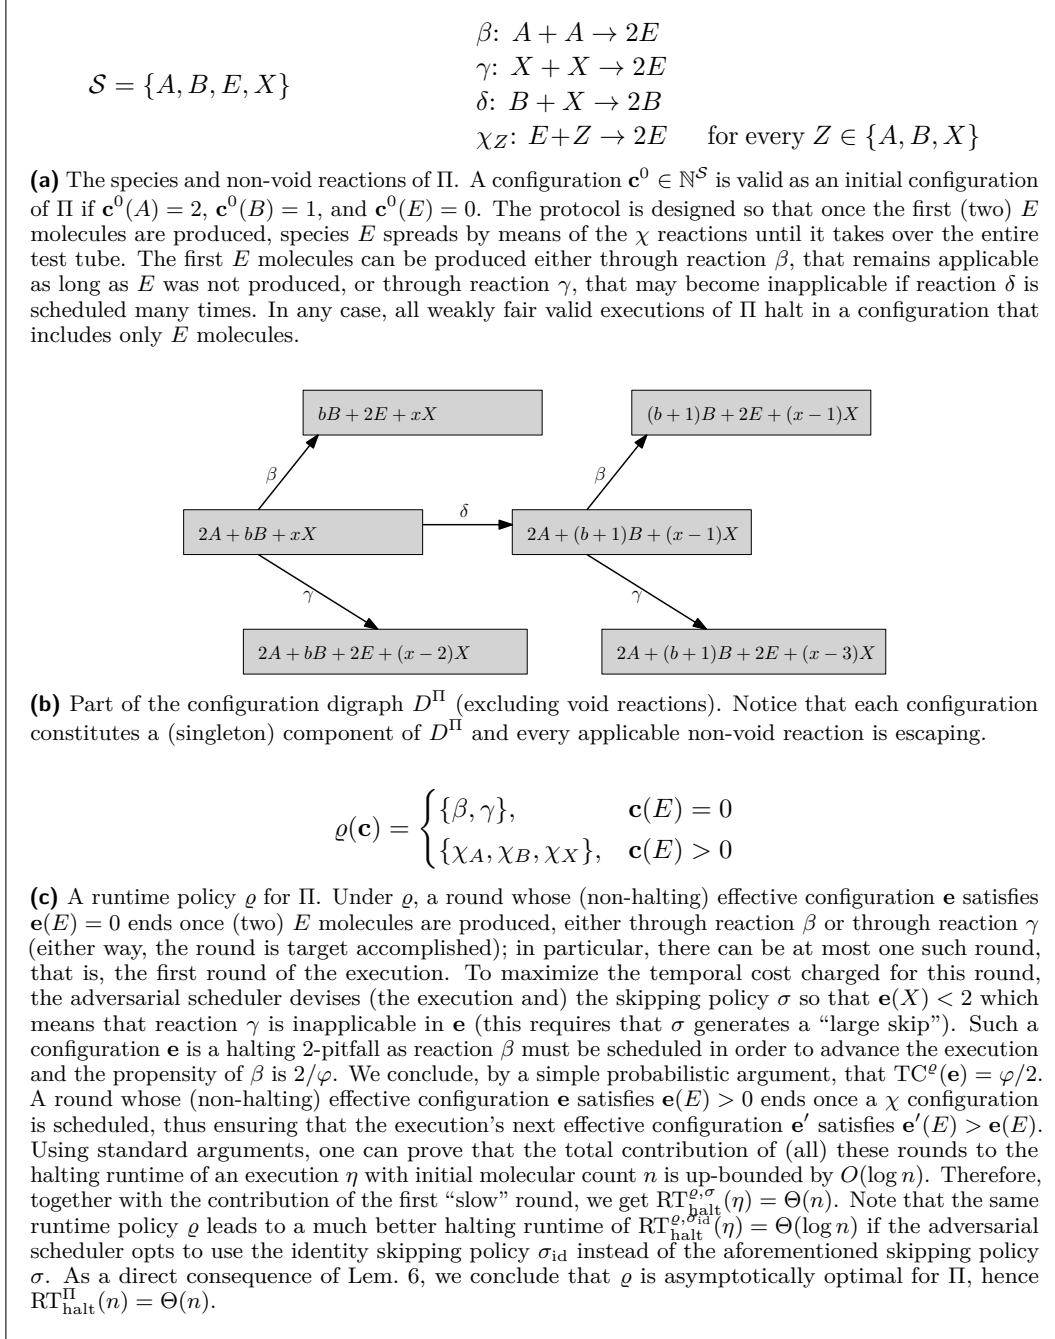 β: A + A → 2E
γ: X + X → 2E
𝒮 = {A, B, E, X}
δ: B + X → 2B
χ_Z: E+Z → 2E for every Z ∈ {A, B, X}
(a) The species and non-void reactions of Π. A configuration c⁰ ∈ ℕ^𝒮 is valid as an initial configuration
of Π if c⁰(A) = 2, c⁰(B) = 1, and c⁰(E) = 0. The protocol is designed so that once the first (two) E
molecules are produced, species E spreads by means of the χ reactions until it takes over the entire
test tube. The first E molecules can be produced either through reaction β, that remains applicable
as long as E was not produced, or through reaction γ, that may become inapplicable if reaction δ is
scheduled many times. In any case, all weakly fair valid executions of Π halt in a configuration that
includes only E molecules.
bB + 2E + xX
(b + 1)B + 2E + (x − 1)X
β
β
2A + bB + xX
δ
2A + (b + 1)B + (x − 1)X
γ
γ
2A + bB + 2E + (x − 2)X
2A + (b + 1)B + 2E + (x − 3)X
(b) Part of the configuration digraph D^Π (excluding void reactions). Notice that each configuration
constitutes a (singleton) component of D^Π and every applicable non-void reaction is escaping.
ϱ(c) = { {β, γ}, c(E) = 0
{χ_A, χ_B, χ_X}, c(E) > 0
(c) A runtime policy ϱ for Π. Under ϱ, a round whose (non-halting) effective configuration e satisfies
e(E) = 0 ends once (two) E molecules are produced, either through reaction β or through reaction γ
(either way, the round is target accomplished); in particular, there can be at most one such round,
that is, the first round of the execution. To maximize the temporal cost charged for this round,
the adversarial scheduler devises (the execution and) the skipping policy σ so that e(X) < 2 which
means that reaction γ is inapplicable in e (this requires that σ generates a “large skip”). Such a
configuration e is a halting 2-pitfall as reaction β must be scheduled in order to advance the execution
and the propensity of β is 2/φ. We conclude, by a simple probabilistic argument, that TC^ϱ(e) = φ/2.
A round whose (non-halting) effective configuration e satisfies e(E) > 0 ends once a χ configuration
is scheduled, thus ensuring that the execution's next effective configuration e′ satisfies e′(E) > e(E).
Using standard arguments, one can prove that the total contribution of (all) these rounds to the
halting runtime of an execution η with initial molecular count n is up-bounded by O(log n). Therefore,
together with the contribution of the first “slow” round, we get RT^{ϱ,σ}_{halt}(η) = Θ(n). Note that the same
runtime policy ϱ leads to a much better halting runtime of RT^{ϱ,σ_id}_{halt}(η) = Θ(log n) if the adversarial
scheduler opts to use the identity skipping policy σ_id instead of the aforementioned skipping policy
σ. As a direct consequence of Lem. 6, we conclude that ϱ is asymptotically optimal for Π, hence
RT^Π_{halt}(n) = Θ(n).